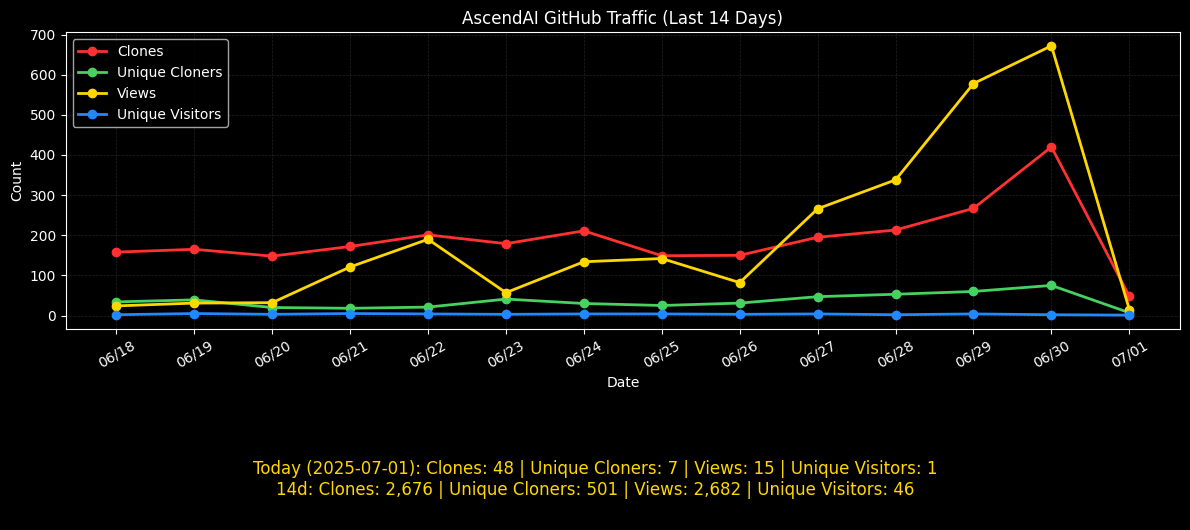 AscendAI GitHub Traffic (Last 14 Days)
Clones
Unique Cloners
Views
Unique Visitors
Count
700
600
500
400
300
200
100
0
06/18 06/19 06/20 06/21 06/22 06/23 06/24 06/25 06/26 06/27 06/28 06/29 06/30 07/01
Date
Today (2025-07-01): Clones: 48 | Unique Cloners: 7 | Views: 15 | Unique Visitors: 1
14d: Clones: 2,676 | Unique Cloners: 501 | Views: 2,682 | Unique Visitors: 46